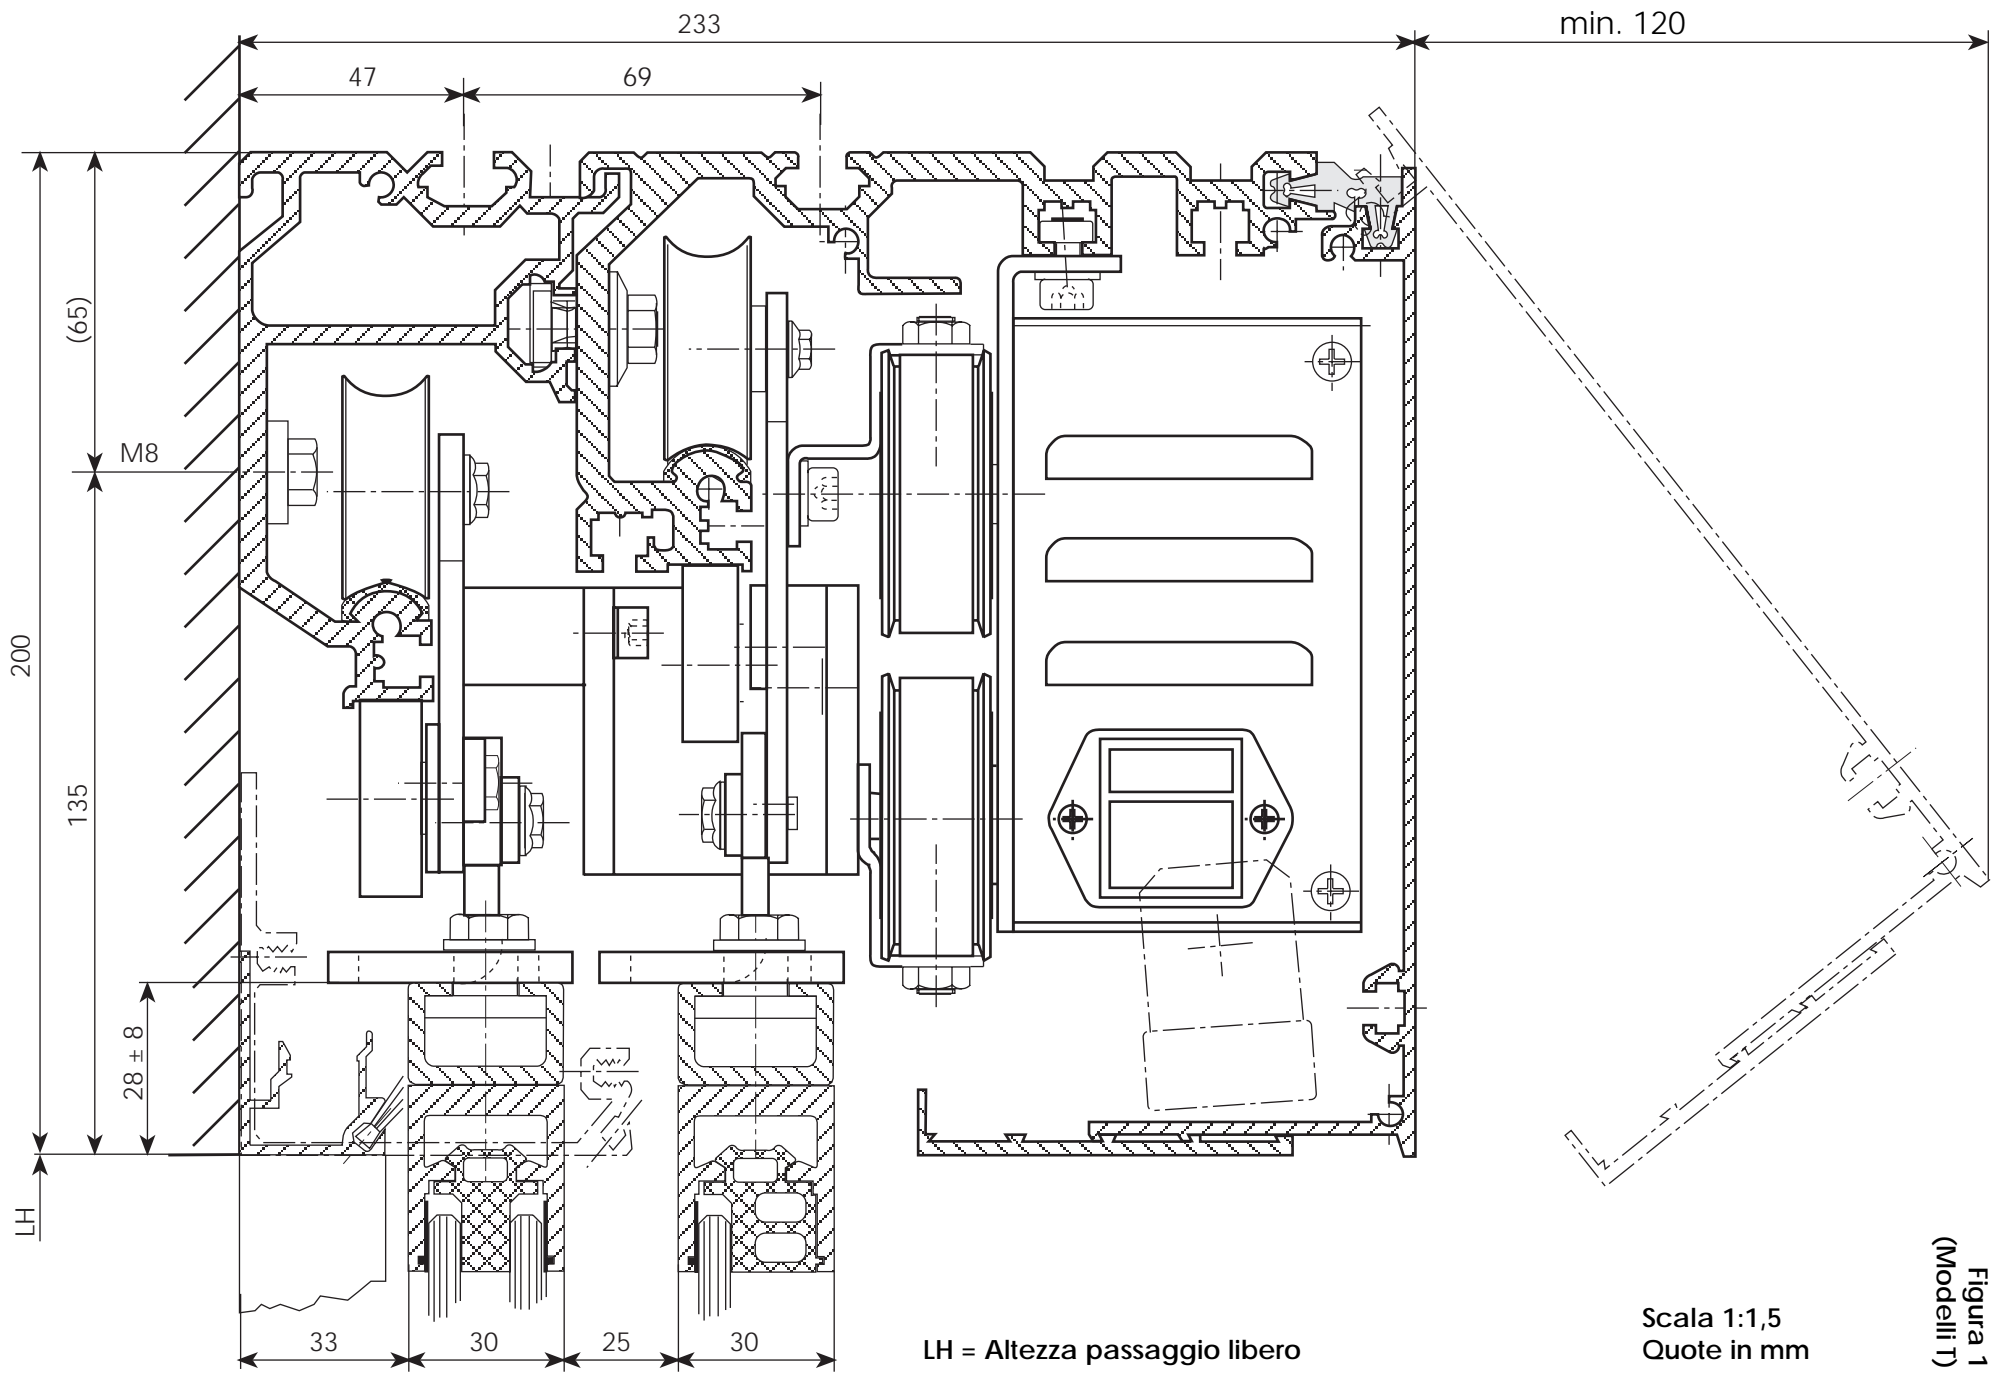 233
min. 120
47
69
(65)
M8
200
135
28 ± 8
LH
33
30
25
30
LH = Altezza passaggio libero
Scala 1:1,5
Quote in mm
Figura 1
(Modelli T)